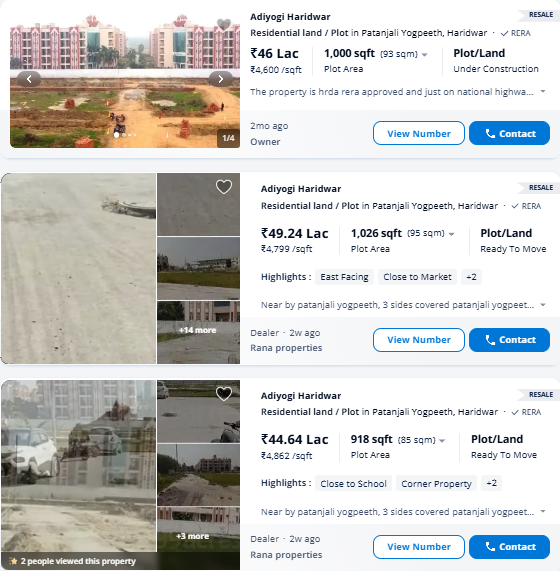 Adiyogi Haridwar
RESALE
Residential land / Plot in Patanjali Yogpeeth, Haridwar · ✓ RERA
₹46 Lac 1,000 sqft (93 sqm) Plot/Land
₹4,600 /sqft Plot Area Under Construction
The property is hrda rera approved and just on national highwa...
1/4
2mo ago
Owner
View Number Contact
Adiyogi Haridwar
RESALE
Residential land / Plot in Patanjali Yogpeeth, Haridwar · ✓ RERA
₹49.24 Lac 1,026 sqft (95 sqm) Plot/Land
₹4,799 /sqft Plot Area Ready To Move
Highlights : East Facing Close to Market +2
Near by patanjali yogpeeth, 3 sides covered patanjali yogpeet...
+14 more
Dealer · 2w ago
Rana properties
View Number Contact
Adiyogi Haridwar
RESALE
Residential land / Plot in Patanjali Yogpeeth, Haridwar · ✓ RERA
₹44.64 Lac 918 sqft (85 sqm) Plot/Land
₹4,862 /sqft Plot Area Ready To Move
Highlights : Close to School Corner Property +2
Near by patanjali yogpeeth, 3 sides covered patanjali yogpeet...
+3 more
2 people viewed this property
Dealer · 2w ago
Rana properties
View Number Contact